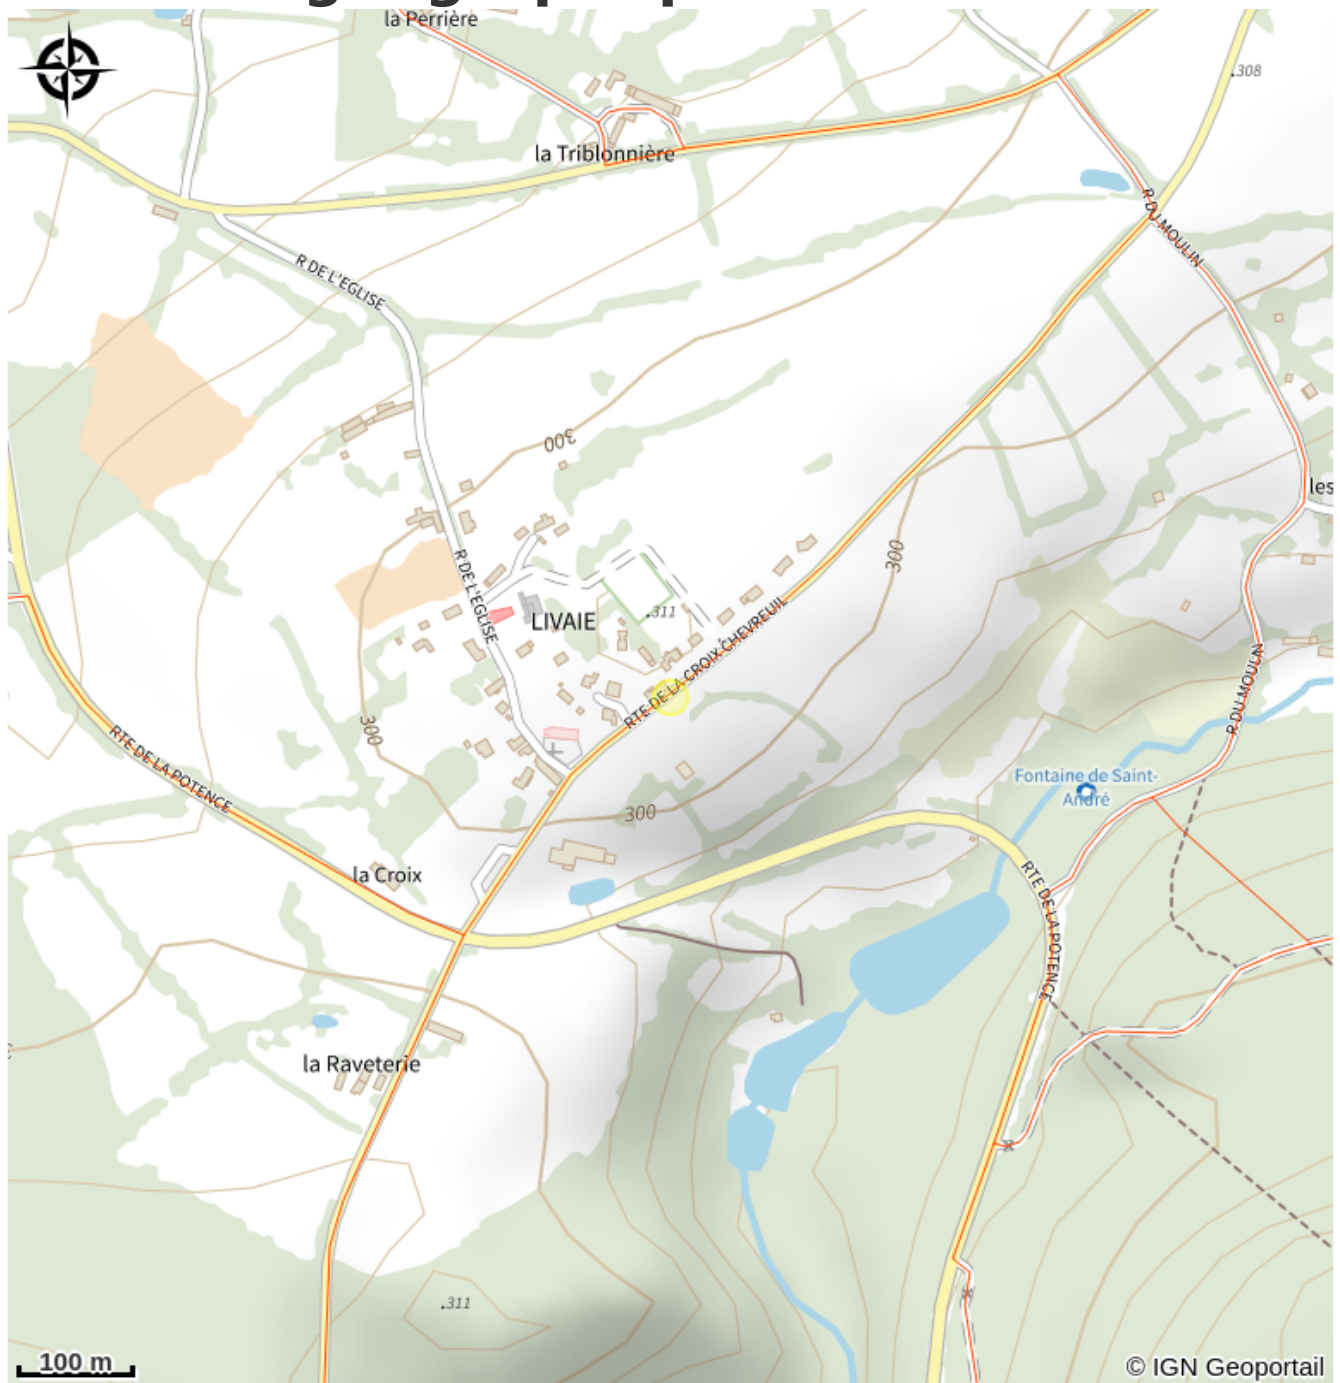 la Perrière
308
la Triblonnière
R DU MOULIN
R DE L'EGLISE
300
les
300
R DE L'EGLISE
LIVAIE
311
RTE DE LA CROIX CHEVREUIL
R DU MOULIN
300
RTE DE LA POTENCE
Fontaine de Saint-
André
300
la Croix
RTE DE LA POTENCE
la Raveterie
311
100 m
© IGN Geoportail